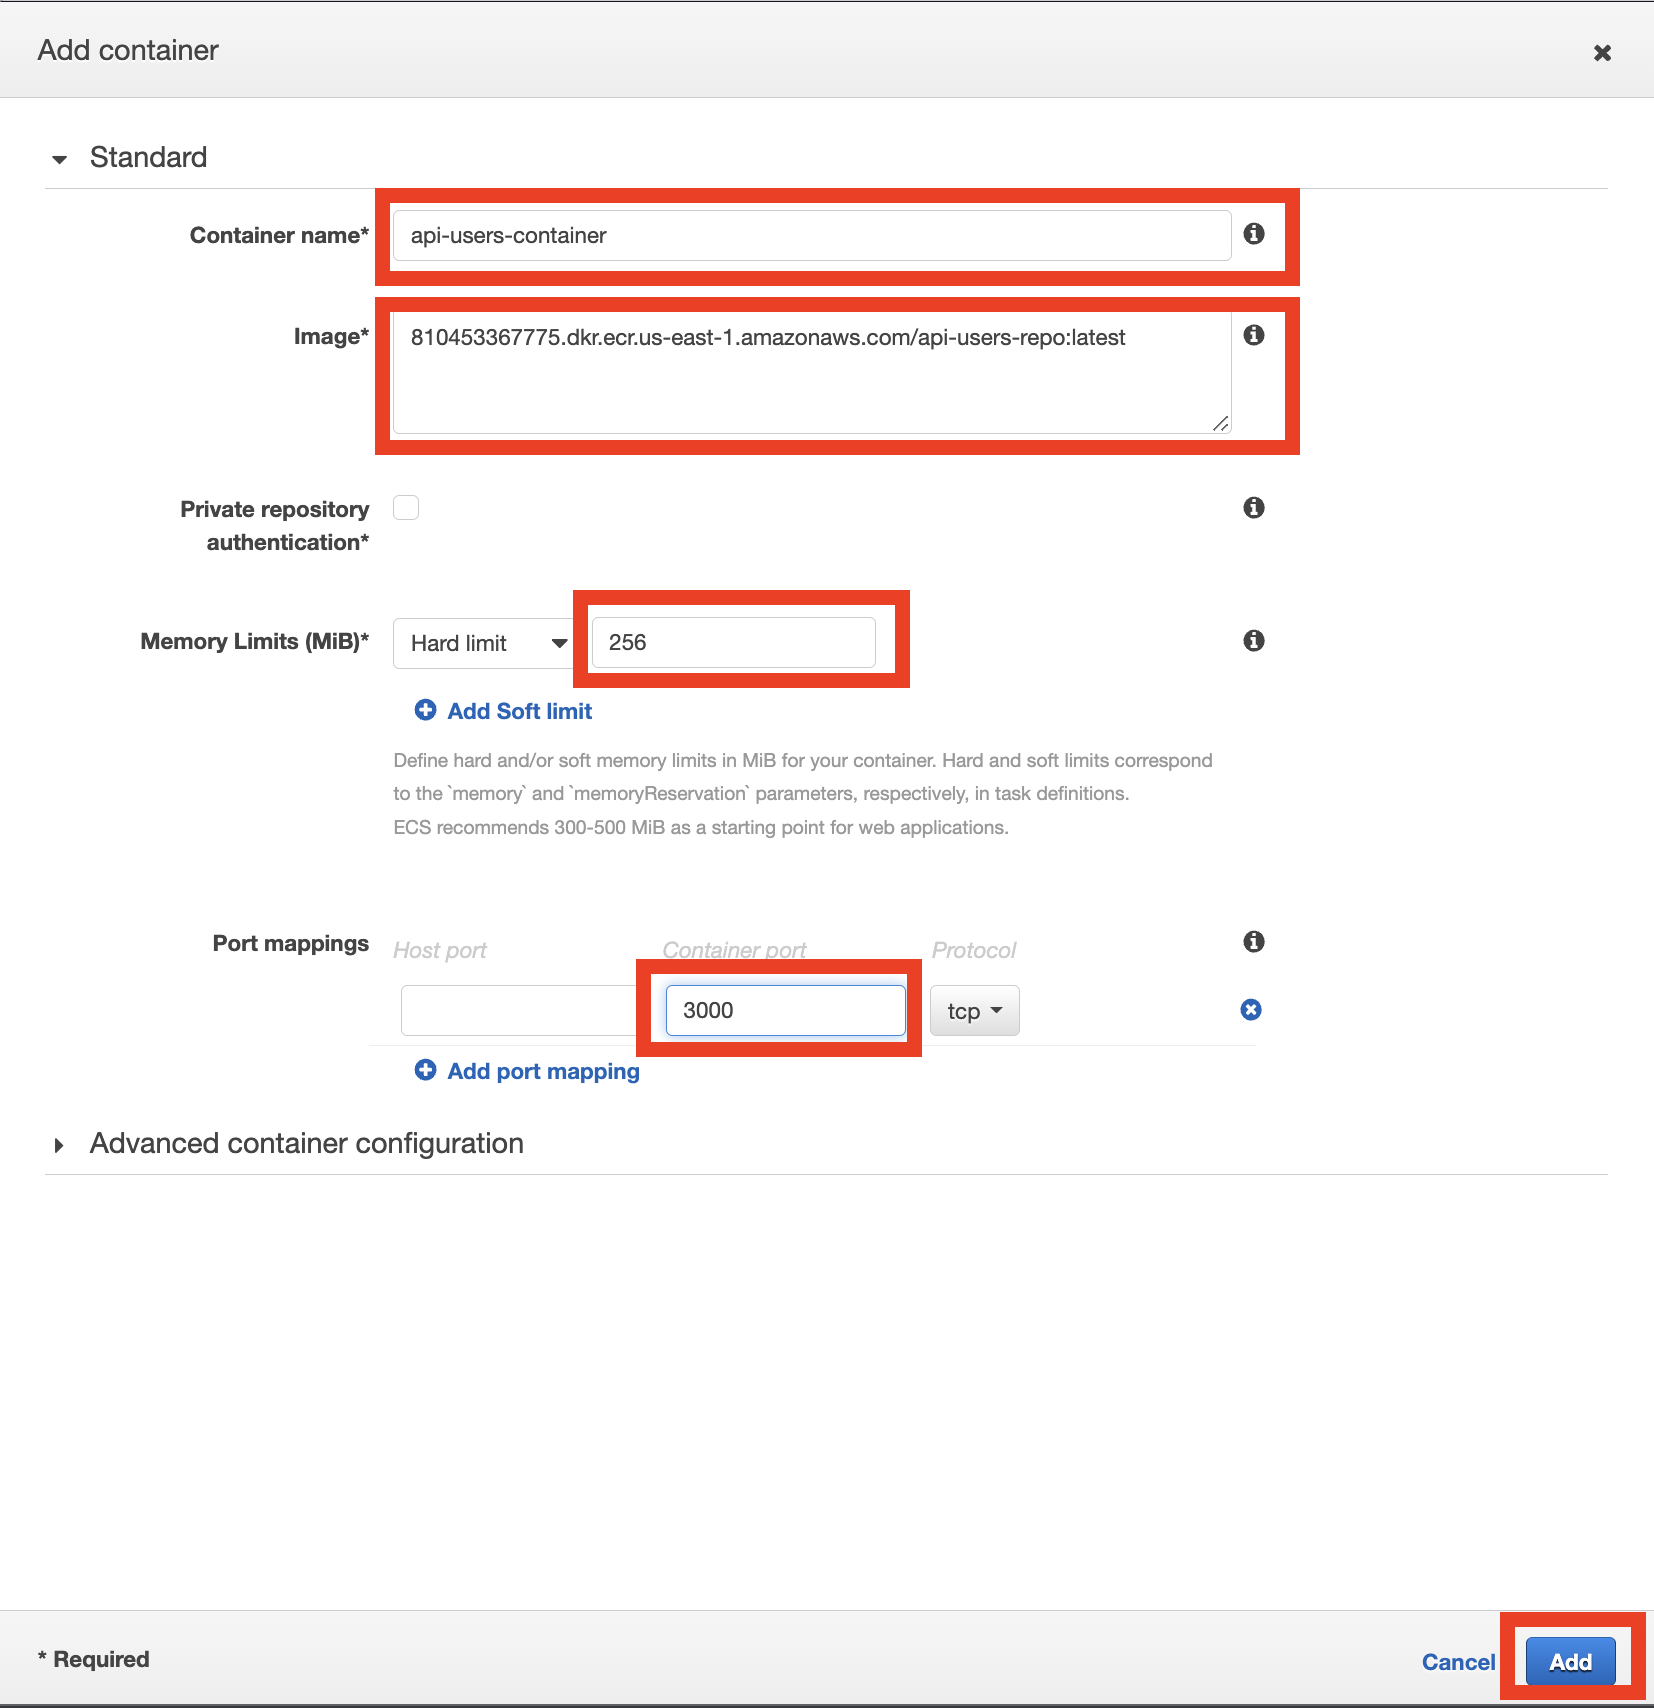 Add container
Standard
Container name*
api-users-container
Image*
810453367775.dkr.ecr.us-east-1.amazonaws.com/api-users-repo:latest
Private repository
authentication*
Memory Limits (MiB)*
Hard limit
256
Add Soft limit
Define hard and/or soft memory limits in MiB for your container. Hard and soft limits correspond
to the `memory` and `memoryReservation` parameters, respectively, in task definitions.
ECS recommends 300-500 MiB as a starting point for web applications.
Port mappings
Host port
Container port
Protocol
3000
tcp
Add port mapping
Advanced container configuration
* Required
Cancel
Add